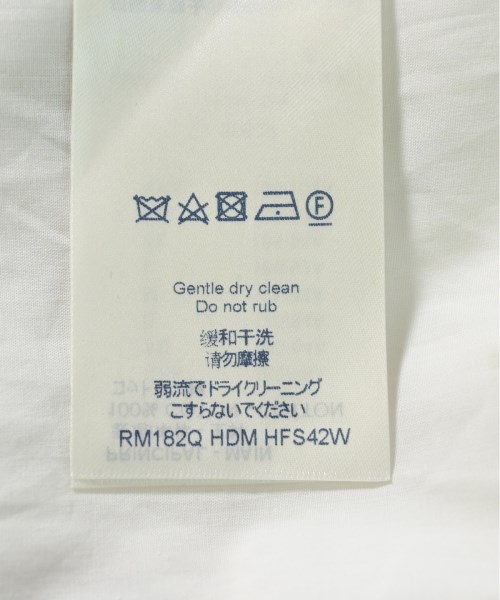 F
Gentle dry clean
Do not rub
缓和干洗
请勿摩擦
弱流でドライクリーニング
こすらないでください
RM182Q HDM HFS42W